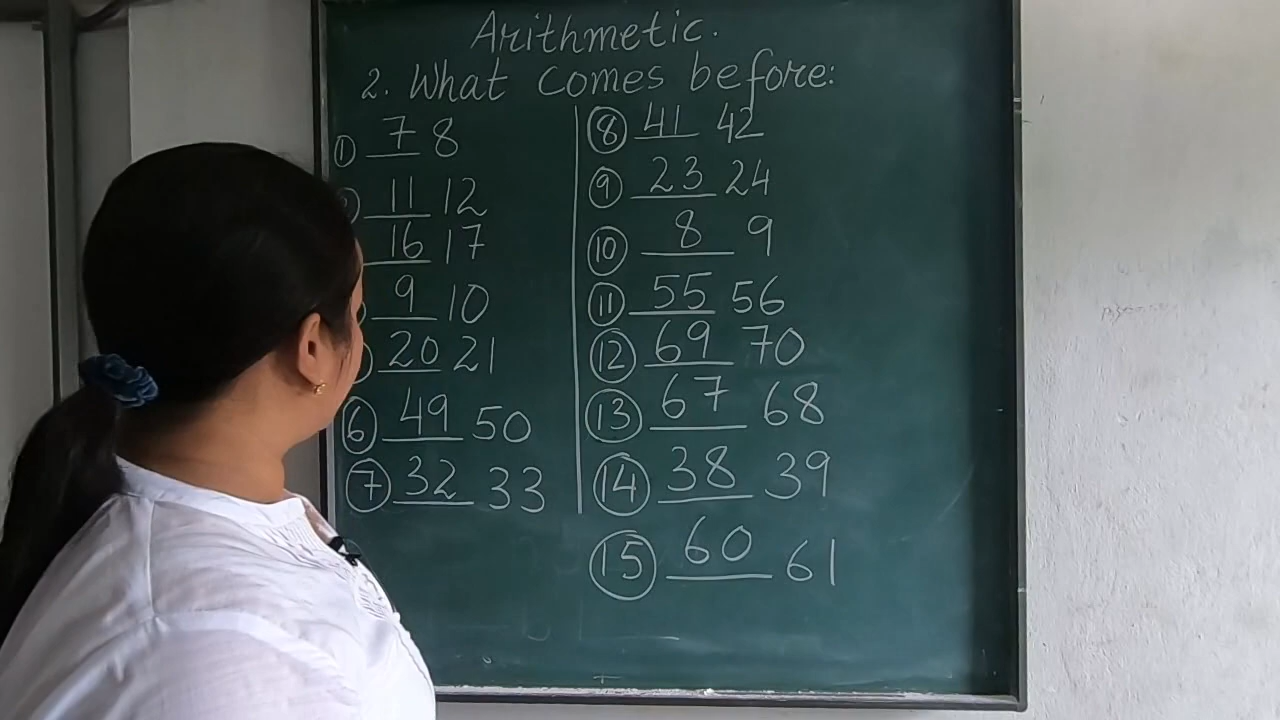 Arithmetic.
2. What comes before:
1 7 8
11 12
16 17
9 10
20 21
6 49 50
7 32 33
8 41 42
9 23 24
10 8 9
11 55 56
12 69 70
13 67 68
14 38 39
15 60 61